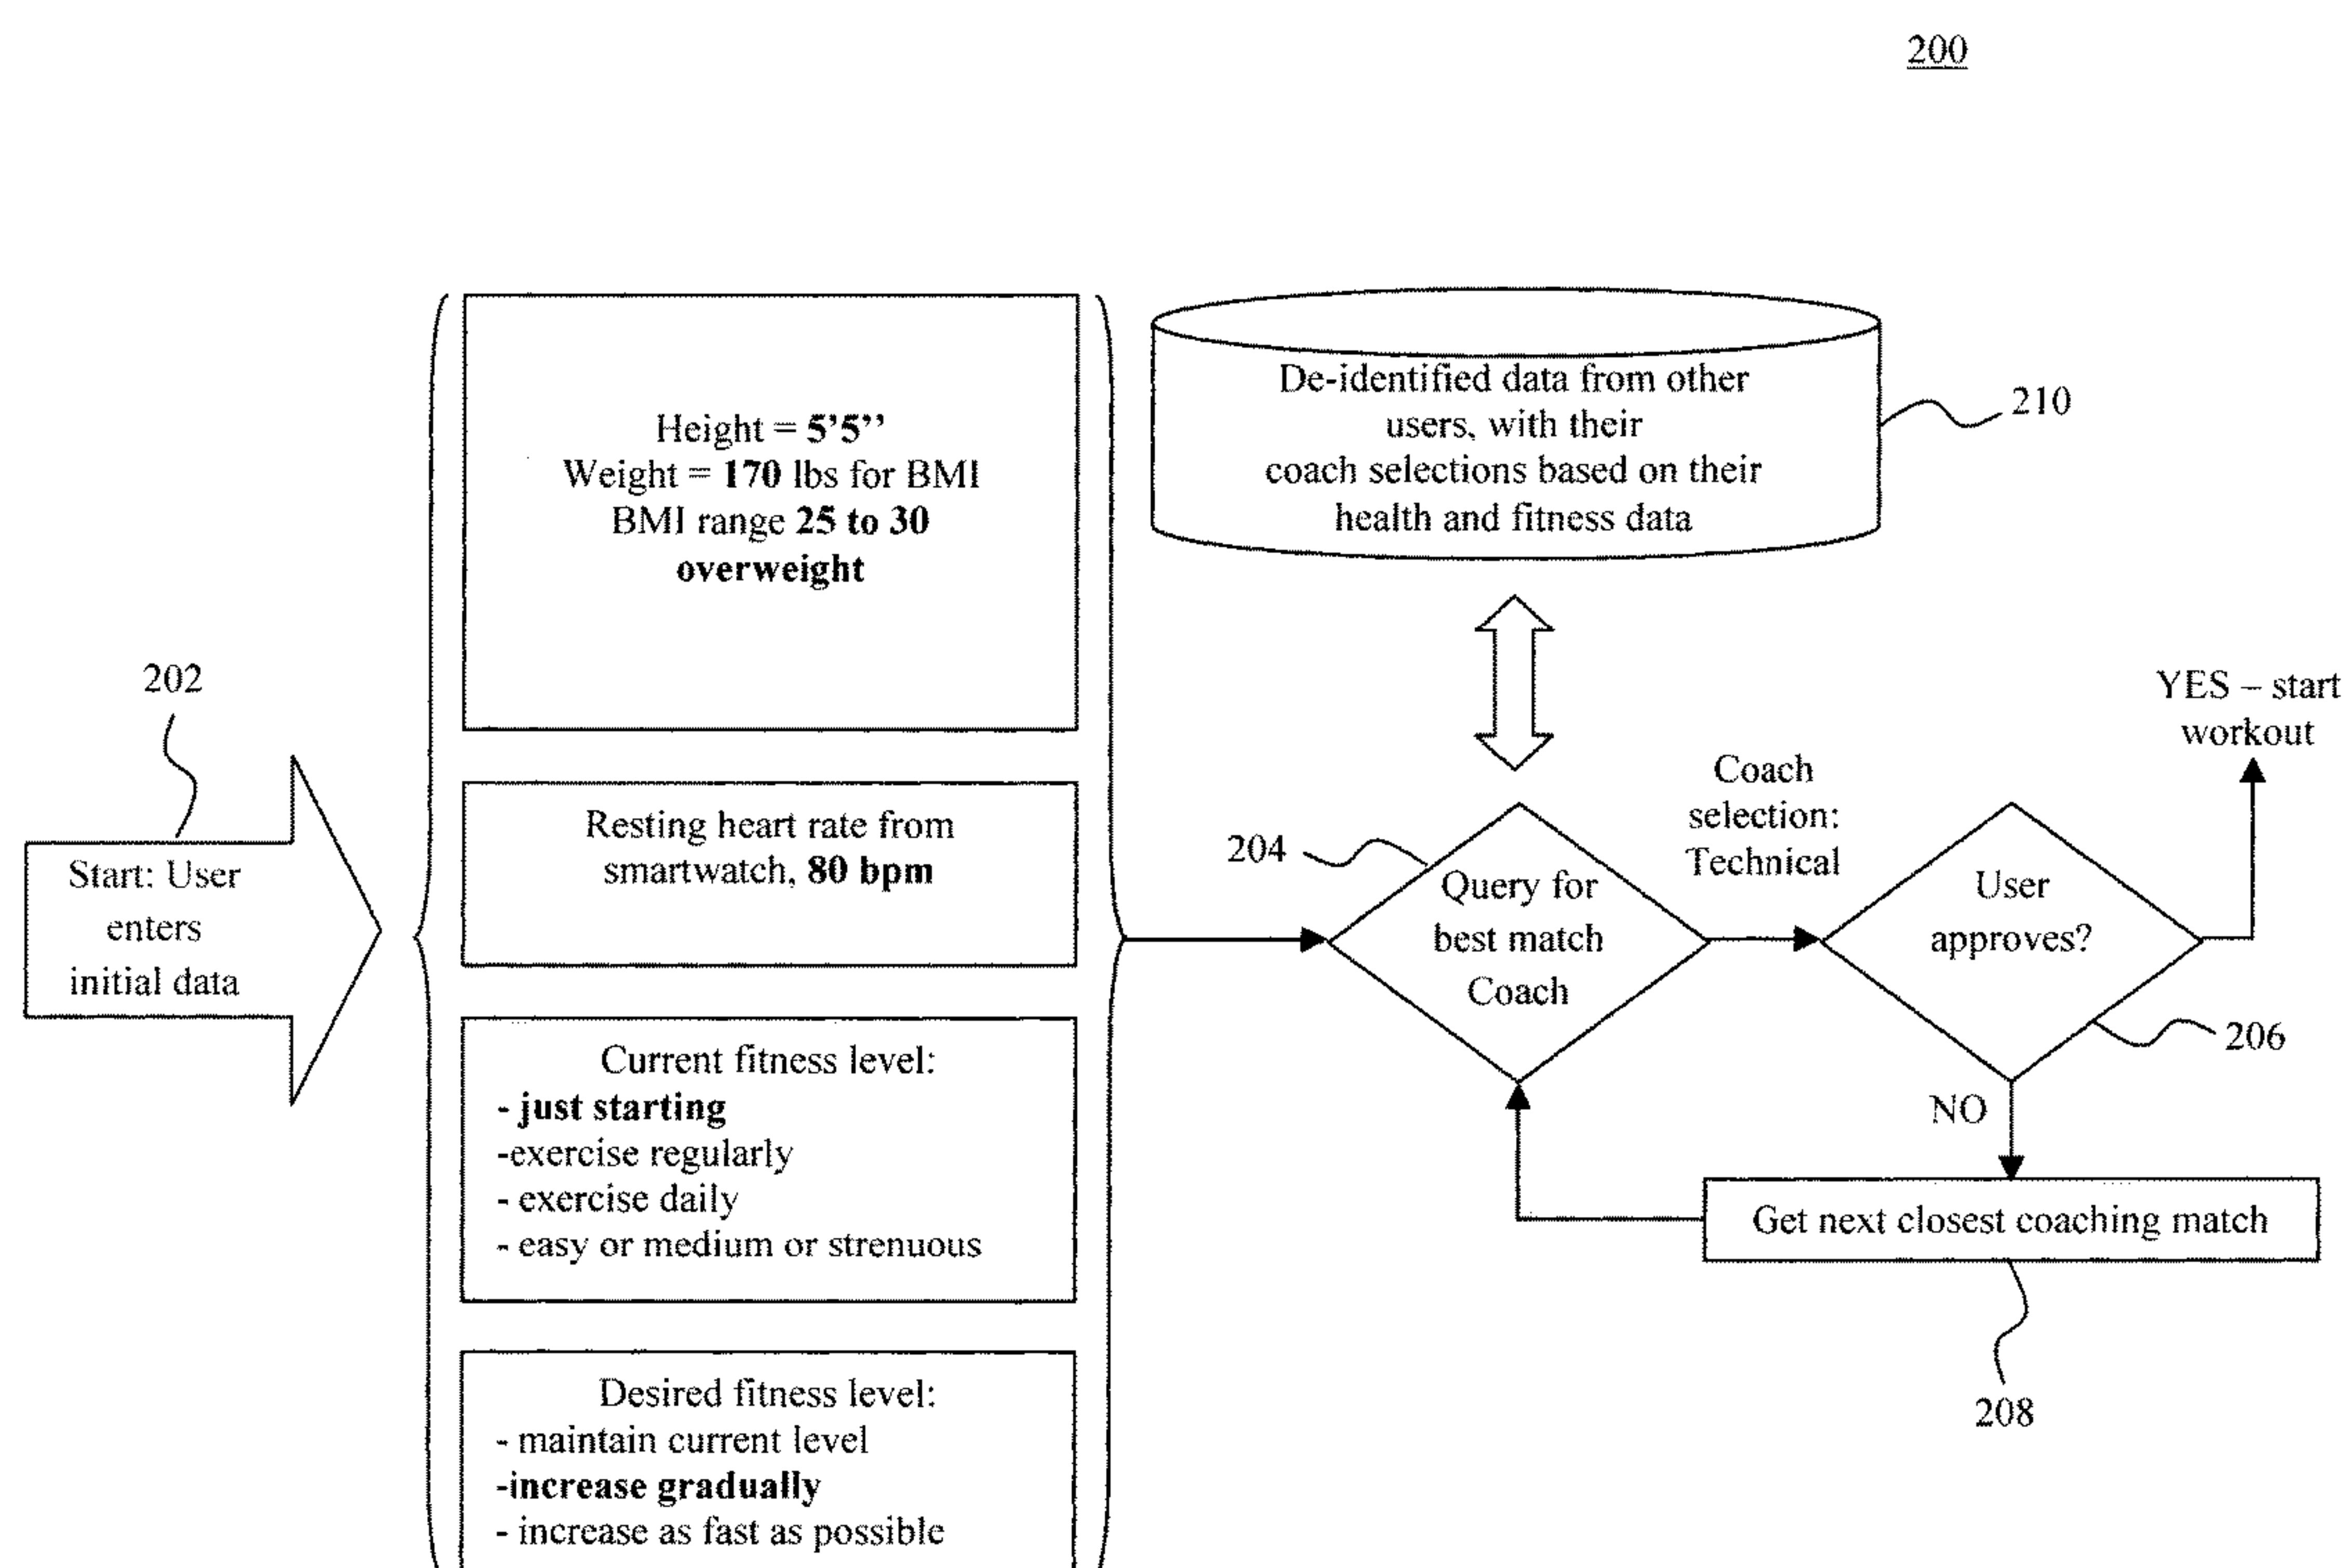 200
202
Start: User
enters
initial data
Height = 5’5’’
Weight = 170 lbs for BMI
BMI range 25 to 30
overweight
Resting heart rate from
smartwatch, 80 bpm
Current fitness level:
- just starting
-exercise regularly
- exercise daily
- easy or medium or strenuous
Desired fitness level:
- maintain current level
-increase gradually
- increase as fast as possible
De-identified data from other
users, with their
coach selections based on their
health and fitness data
210
204
Query for
best match
Coach
Coach
selection:
Technical
User
approves?
206
YES – start
workout
NO
Get next closest coaching match
208